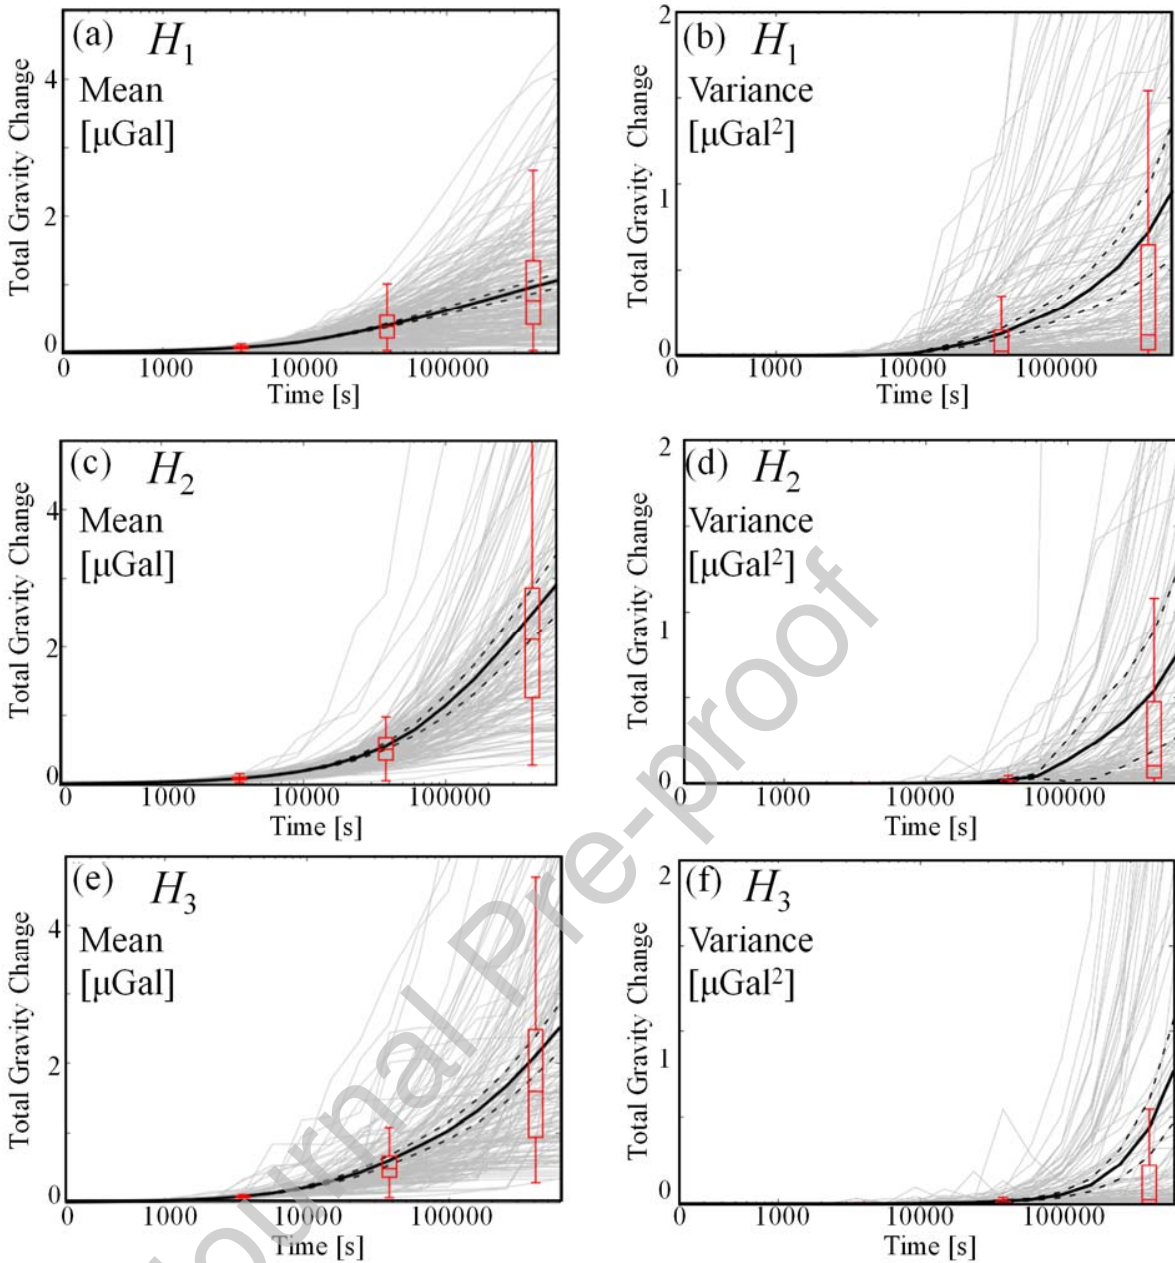 (a) H1
Mean
[μGal]
Total Gravity Change
4
2
0
0 1000 10000 100000
Time [s]
(b) H1
Variance
[μGal²]
Total Gravity Change
2
1
0
0 1000 10000 100000
Time [s]
(c) H2
Mean
[μGal]
Total Gravity Change
4
2
0
0 1000 10000 100000
Time [s]
(d) H2
Variance
[μGal²]
Total Gravity Change
2
1
0
0 1000 10000 100000
Time [s]
(e) H3
Mean
[μGal]
Total Gravity Change
4
2
0
0 1000 10000 100000
Time [s]
(f) H3
Variance
[μGal²]
Total Gravity Change
2
1
0
0 1000 10000 100000
Time [s]
Journal Pre-proof